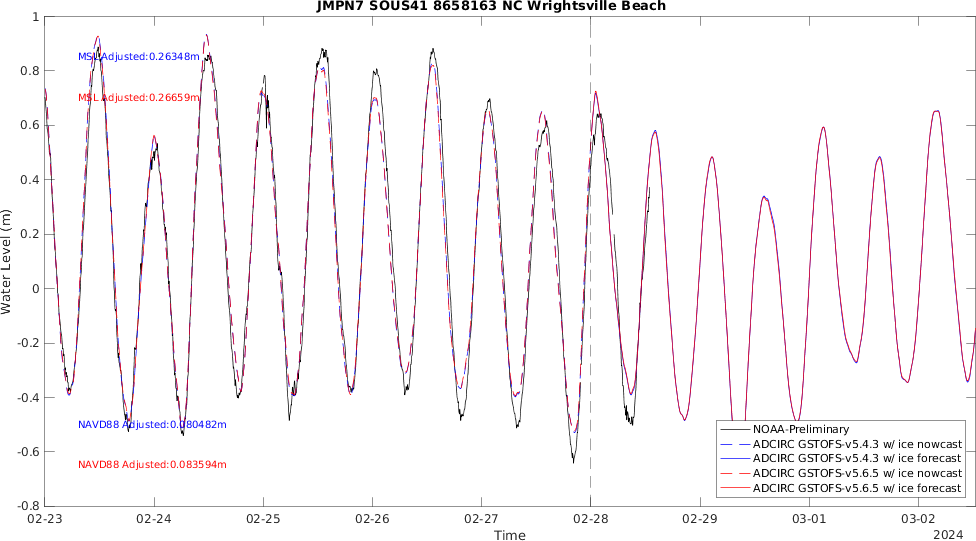 JMPN7 SOUS41 8658163 NC Wrightsville Beach
Water Level (m)
1
0.8
0.6
0.4
0.2
0
-0.2
-0.4
-0.6
-0.8
MSL Adjusted:0.26348m
MSL Adjusted:0.26659m
NAVD88 Adjusted:0.080482m
NAVD88 Adjusted:0.083594m
NOAA-Preliminary
ADCIRC GSTOFS-v5.4.3 w/ ice nowcast
ADCIRC GSTOFS-v5.4.3 w/ ice forecast
ADCIRC GSTOFS-v5.6.5 w/ ice nowcast
ADCIRC GSTOFS-v5.6.5 w/ ice forecast
02-23 02-24 02-25 02-26 02-27 02-28 02-29 03-01 03-02
Time
2024